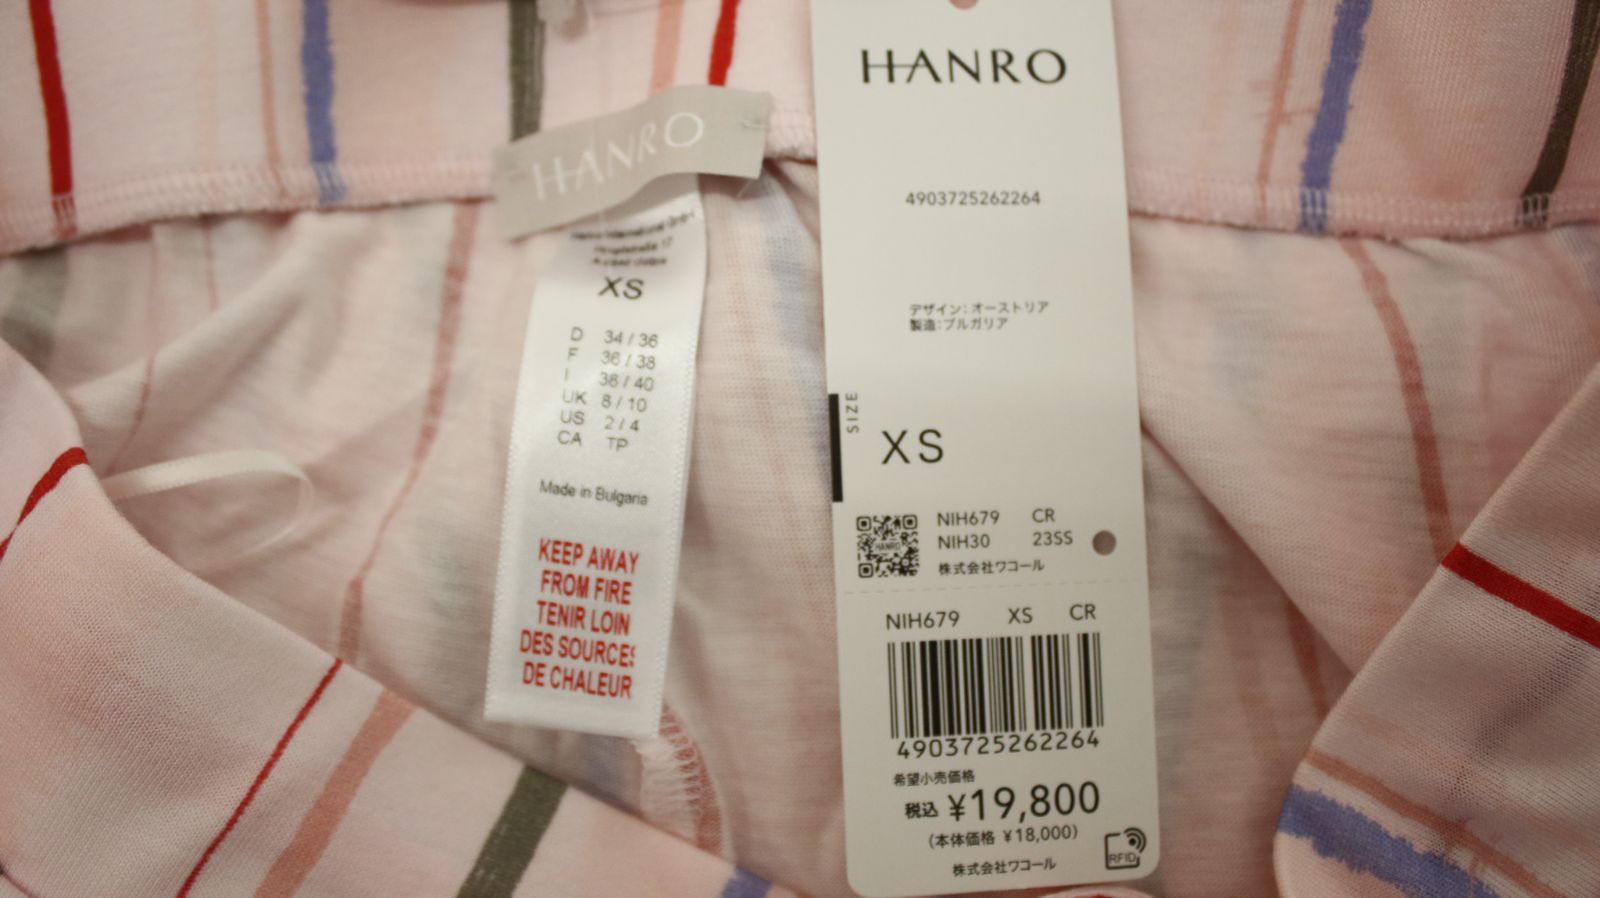 HANRO
XS
D 34 / 36
F 36 / 38
I 38 / 40
UK 8 / 10
US 2 / 4
CA TP
Made in Bulgaria
KEEP AWAY
FROM FIRE
TENIR LOIN
DES SOURCES
DE CHALEUR
HANRO
4903725262264
デザイン：オーストリア
製造：ブルガリア
SIZE
XS
NIH679 CR
NIH30 23SS
HANRO
株式会社ワコール
NIH679 XS CR
4903725262264
希望小売価格
税込 ¥19,800
(本体価格 ¥18,000)
株式会社ワコール
RFID